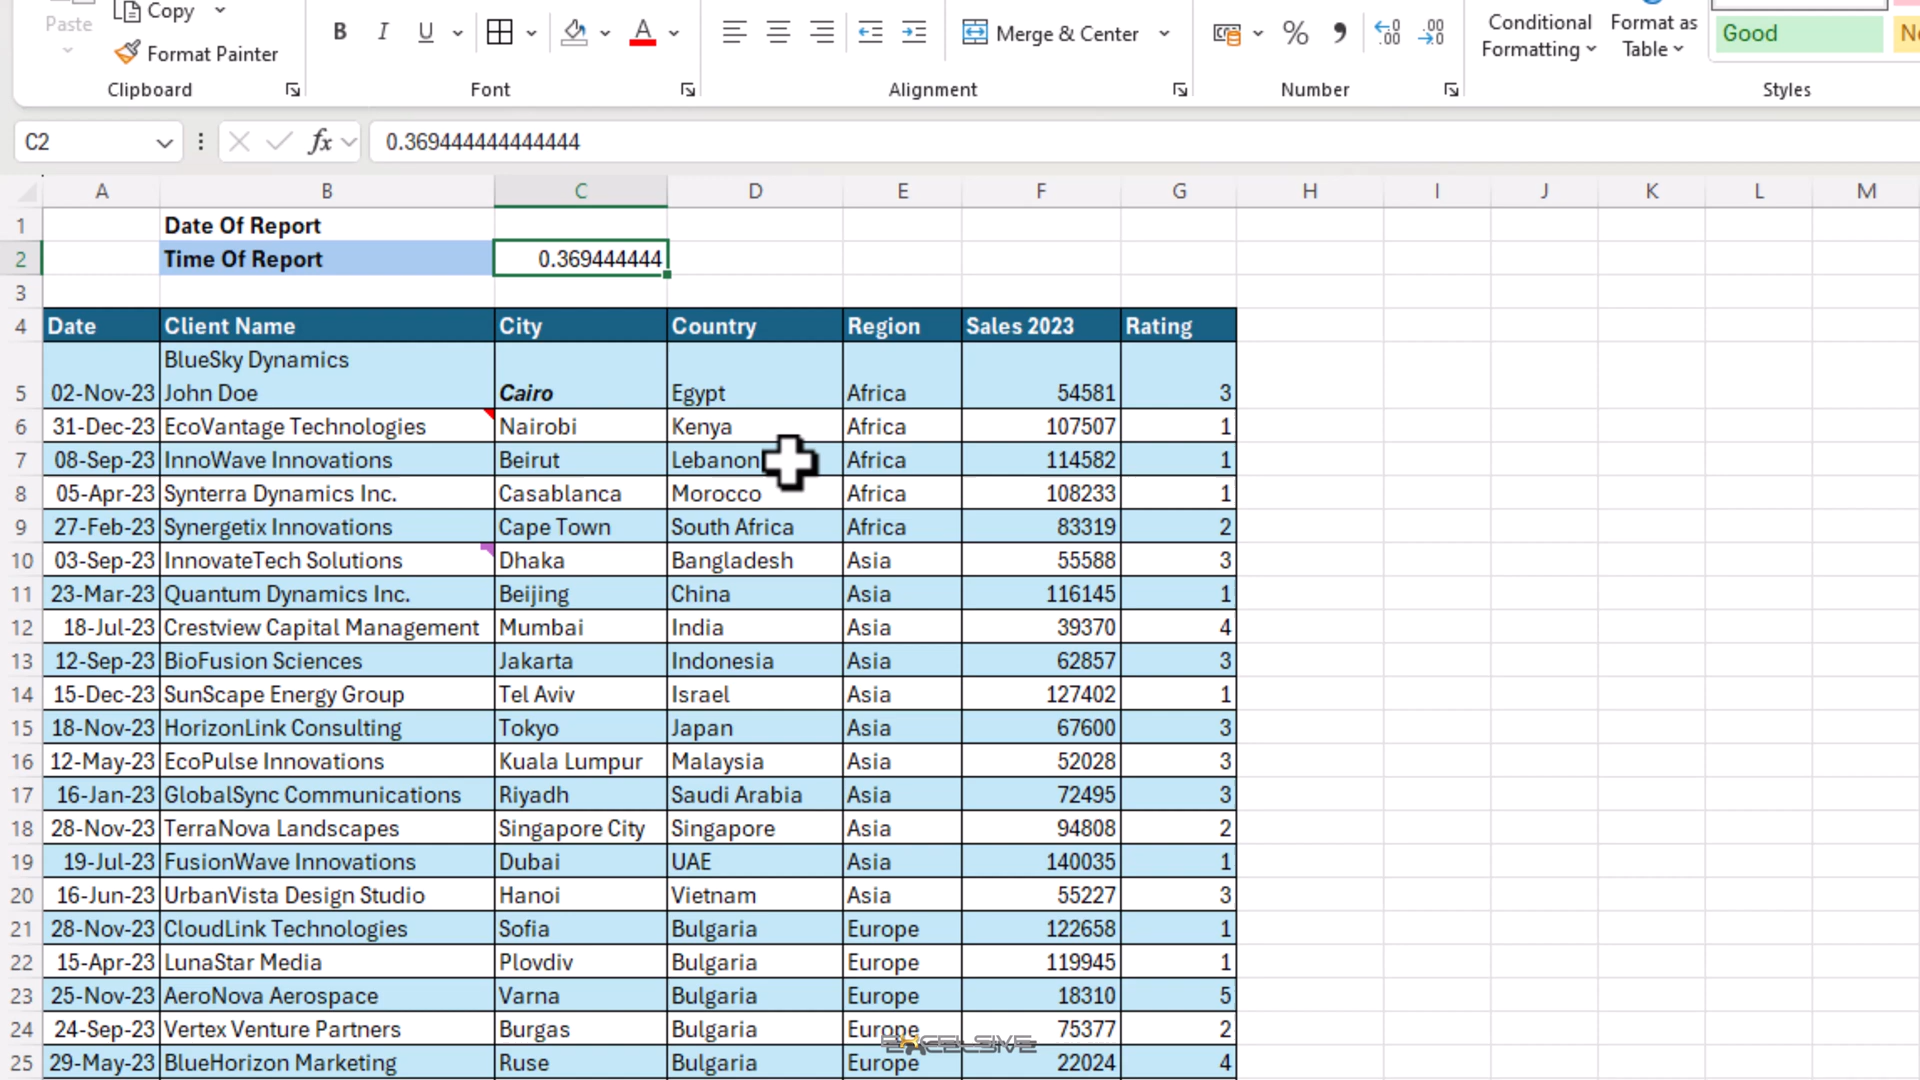 Paste
Copy
Format Painter
Clipboard
B I U A
Font
Merge & Center
Alignment
% 9 .00
Number
Conditional Formatting
Format as Table
Good
Styles
C2 fx 0.369444444444444
A B C D E F G H I J K L M
1 Date Of Report
2 Time Of Report 0.369444444
3
4 Date Client Name City Country Region Sales 2023 Rating
BlueSky Dynamics
5 02-Nov-23 John Doe Cairo Egypt Africa 54581 3
6 31-Dec-23 EcoVantage Technologies Nairobi Kenya Africa 107507 1
7 08-Sep-23 InnoWave Innovations Beirut Lebanon Africa 114582 1
8 05-Apr-23 Synterra Dynamics Inc. Casablanca Morocco Africa 108233 1
9 27-Feb-23 Synergetix Innovations Cape Town South Africa Africa 83319 2
10 03-Sep-23 InnovateTech Solutions Dhaka Bangladesh Asia 55588 3
11 23-Mar-23 Quantum Dynamics Inc. Beijing China Asia 116145 1
12 18-Jul-23 Crestview Capital Management Mumbai India Asia 39370 4
13 12-Sep-23 BioFusion Sciences Jakarta Indonesia Asia 62857 3
14 15-Dec-23 SunScape Energy Group Tel Aviv Israel Asia 127402 1
15 18-Nov-23 HorizonLink Consulting Tokyo Japan Asia 67600 3
16 12-May-23 EcoPulse Innovations Kuala Lumpur Malaysia Asia 52028 3
17 16-Jan-23 GlobalSync Communications Riyadh Saudi Arabia Asia 72495 3
18 28-Nov-23 TerraNova Landscapes Singapore City Singapore Asia 94808 2
19 19-Jul-23 FusionWave Innovations Dubai UAE Asia 140035 1
20 16-Jun-23 UrbanVista Design Studio Hanoi Vietnam Asia 55227 3
21 28-Nov-23 CloudLink Technologies Sofia Bulgaria Europe 122658 1
22 15-Apr-23 LunaStar Media Plovdiv Bulgaria Europe 119945 1
23 25-Nov-23 AeroNova Aerospace Varna Bulgaria Europe 18310 5
24 24-Sep-23 Vertex Venture Partners Burgas Bulgaria Europe 75377 2
25 29-May-23 BlueHorizon Marketing Ruse Bulgaria Europe 22024 4